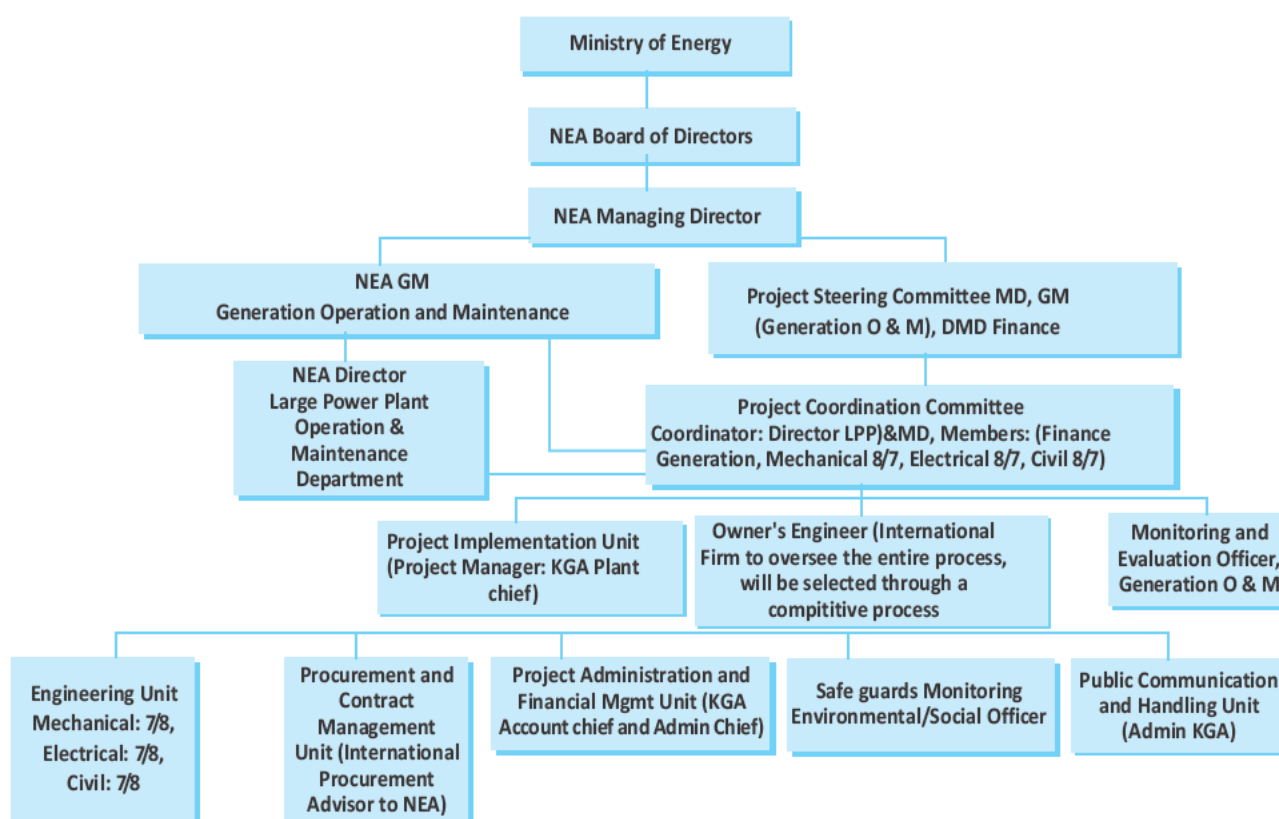 Ministry of Energy
NEA Board of Directors
NEA Managing Director
NEA GM
Generation Operation and Maintenance
Project Steering Committee MD, GM
(Generation O & M), DMD Finance
NEA Director
Large Power Plant
Operation &
Maintenance
Department
Project Coordination Committee
Coordinator: Director LPP)&MD, Members: (Finance
Generation, Mechanical 8/7, Electrical 8/7, Civil 8/7)
Project Implementation Unit
(Project Manager: KGA Plant
chief)
Owner's Engineer (International
Firm to oversee the entire process,
will be selected through a
compititive process
Monitoring and
Evaluation Officer,
Generation O & M
Engineering Unit
Mechanical: 7/8,
Electrical: 7/8,
Civil: 7/8
Procurement and
Contract
Management
Unit (International
Procurement
Advisor to NEA)
Project Administration and
Financial Mgmt Unit (KGA
Account chief and Admin Chief)
Safe guards Monitoring
Environmental/Social Officer
Public Communication
and Handling Unit
(Admin KGA)